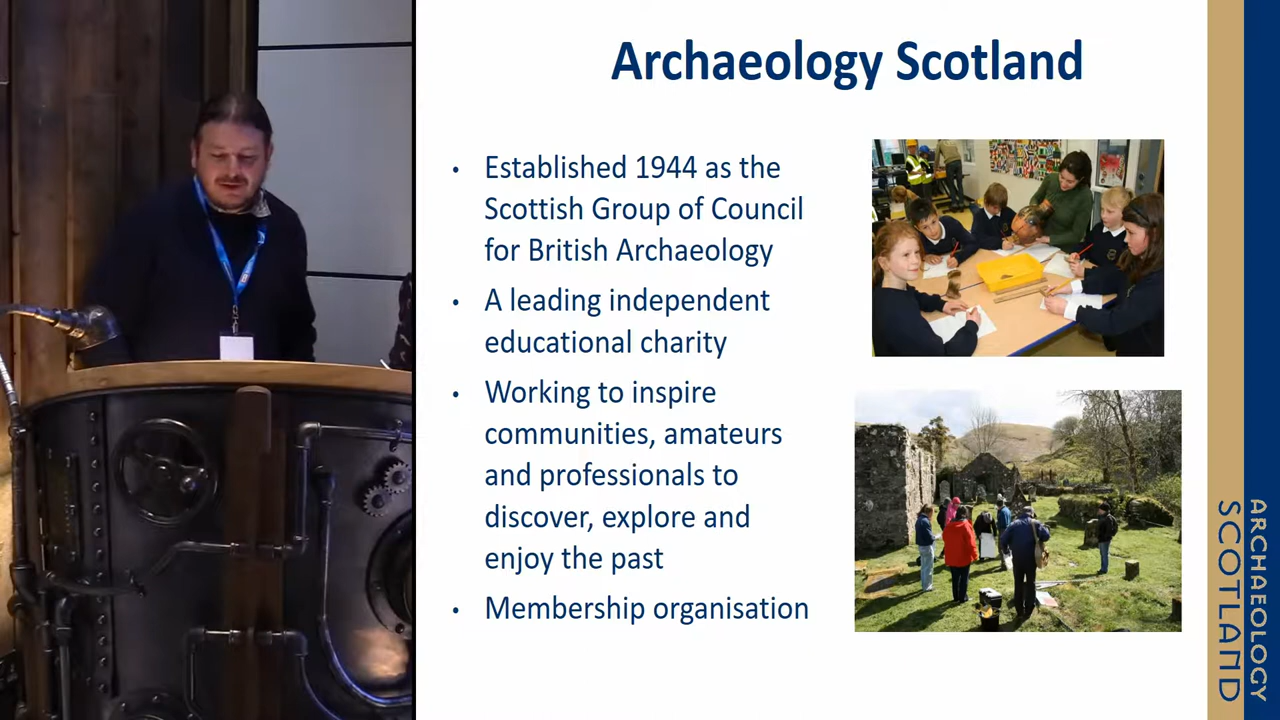 Archaeology Scotland
• Established 1944 as the
Scottish Group of Council
for British Archaeology
• A leading independent
educational charity
• Working to inspire
communities, amateurs
and professionals to
discover, explore and
enjoy the past
• Membership organisation
ARCHAEOLOGY
SCOTLAND